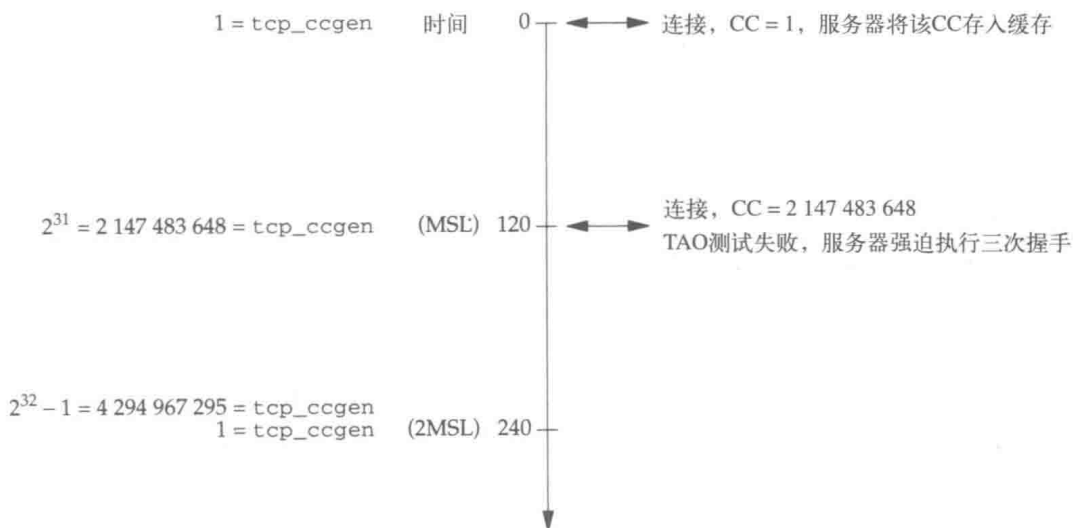 1 = tcp_ccgen 时间 0 连接，CC = 1，服务器将该CC存入缓存
2³¹ = 2 147 483 648 = tcp_ccgen (MSL) 120 连接，CC = 2 147 483 648
TAO测试失败，服务器强迫执行三次握手
2³² – 1 = 4 294 967 295 = tcp_ccgen
1 = tcp_ccgen (2MSL) 240